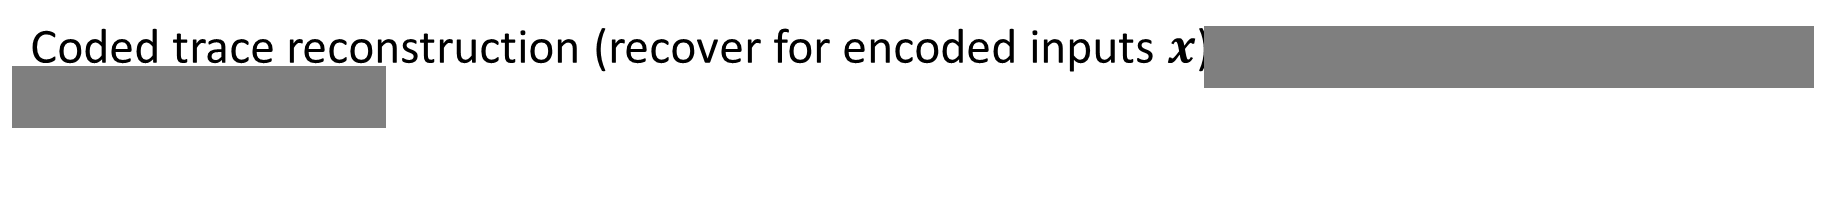 Coded trace reconstruction (recover for encoded inputs 𝒙)